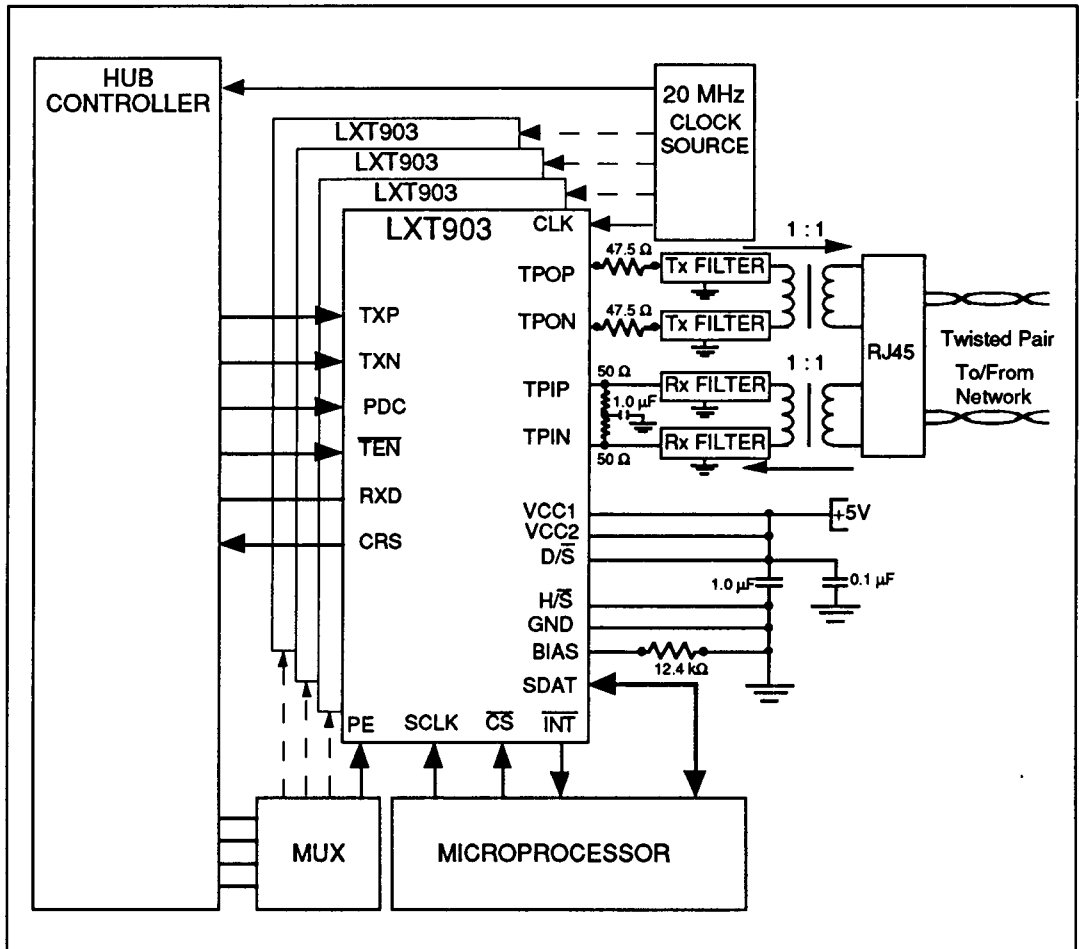 HUB
CONTROLLER
20 MHz
CLOCK
SOURCE
LXT903
LXT903
LXT903
LXT903
CLK
TPOP
TPON
TPIP
TPIN
TXP
TXN
PDC
T̅E̅N̅
RXD
CRS
47.5 Ω
Tx FILTER
47.5 Ω
Tx FILTER
1 : 1
50 Ω
Rx FILTER
1.0 µF
Rx FILTER
50 Ω
1 : 1
RJ45
Twisted Pair
To/From
Network
VCC1
VCC2
D/S̅
H/S̅
GND
BIAS
SDAT
+5V
1.0 µF
0.1 µF
12.4 kΩ
PE
SCLK
C̅S̅
I̅N̅T̅
MUX
MICROPROCESSOR